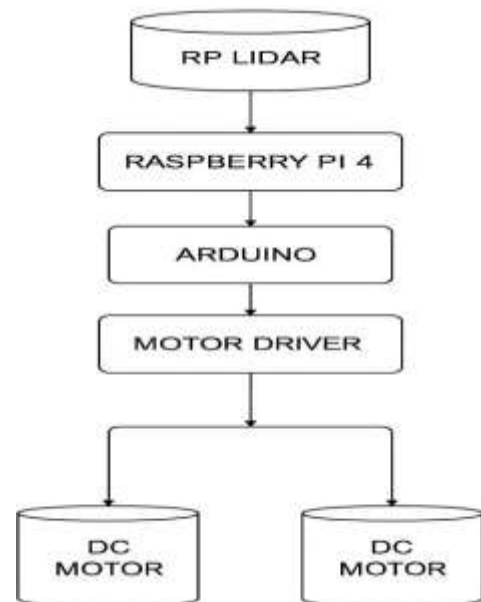 RP LIDAR
RASPBERRY PI 4
ARDUINO
MOTOR DRIVER
DC
MOTOR
DC
MOTOR